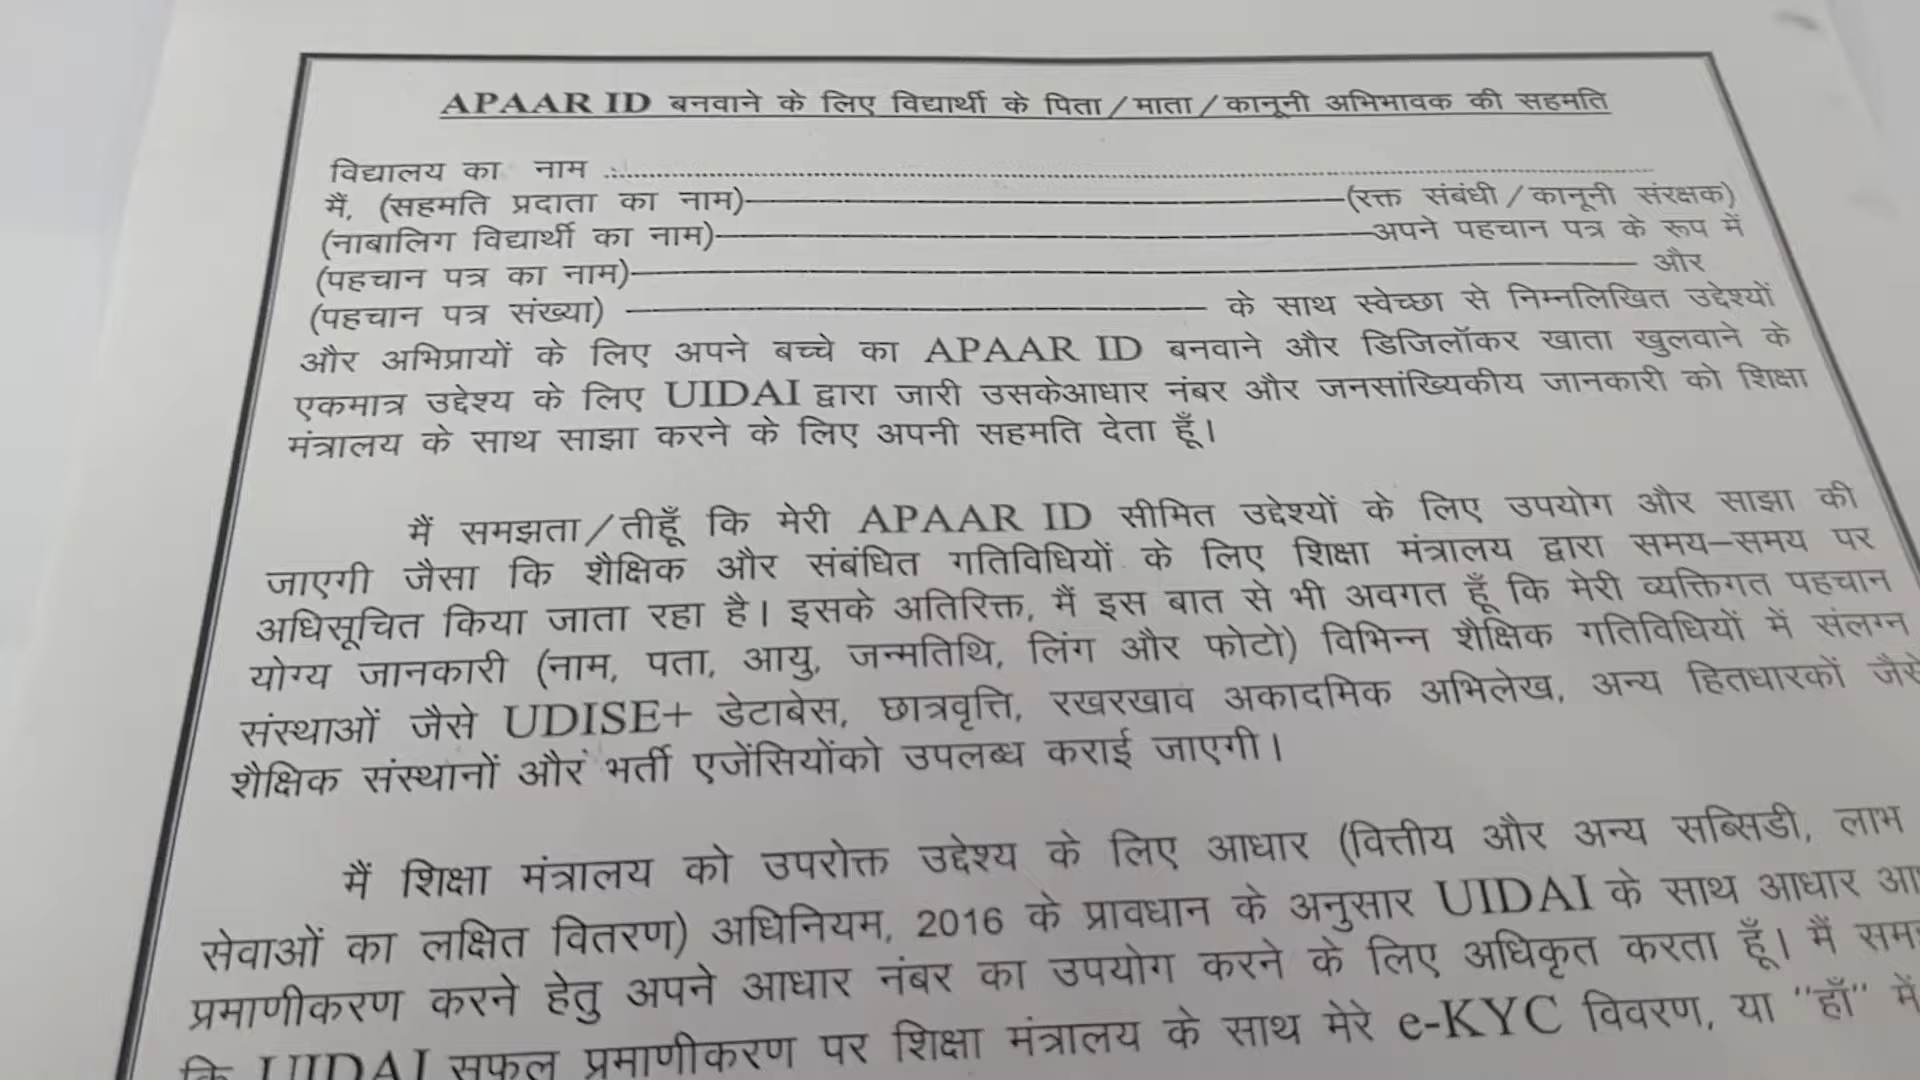 APAAR ID बनवाने के लिए विद्यार्थी के पिता/माता/कानूनी अभिभावक की सहमति
विद्यालय का नाम ..........
मैं, (सहमति प्रदाता का नाम)---------- (रक्त संबंधी/कानूनी संरक्षक)
(नाबालिग विद्यार्थी का नाम)---------- अपने पहचान पत्र के रूप में
(पहचान पत्र का नाम)---------- और
(पहचान पत्र संख्या) ---------- के साथ स्वेच्छा से निम्नलिखित उद्देश्यों
और अभिप्रायों के लिए अपने बच्चे का APAAR ID बनवाने और डिजिलॉकर खाता खुलवाने के
एकमात्र उद्देश्य के लिए UIDAI द्वारा जारी उसकेआधार नंबर और जनसांख्यिकीय जानकारी को शिक्षा
मंत्रालय के साथ साझा करने के लिए अपनी सहमति देता हूँ।
मैं समझता/तीहूँ कि मेरी APAAR ID सीमित उद्देश्यों के लिए उपयोग और साझा की
जाएगी जैसा कि शैक्षिक और संबंधित गतिविधियों के लिए शिक्षा मंत्रालय द्वारा समय–समय पर
अधिसूचित किया जाता रहा है। इसके अतिरिक्त, मैं इस बात से भी अवगत हूँ कि मेरी व्यक्तिगत पहचान
योग्य जानकारी (नाम, पता, आयु, जन्मतिथि, लिंग और फोटो) विभिन्न शैक्षिक गतिविधियों में संलग्न
संस्थाओं जैसे UDISE+ डेटाबेस, छात्रवृत्ति, रखरखाव अकादमिक अभिलेख, अन्य हितधारकों जैसे
शैक्षिक संस्थानों और भर्ती एजेंसियोंको उपलब्ध कराई जाएगी।
मैं शिक्षा मंत्रालय को उपरोक्त उद्देश्य के लिए आधार (वित्तीय और अन्य सब्सिडी, लाभ
सेवाओं का लक्षित वितरण) अधिनियम, 2016 के प्रावधान के अनुसार UIDAI के साथ आधार
प्रमाणीकरण करने हेतु अपने आधार नंबर का उपयोग करने के लिए अधिकृत करता हूँ। मैं
कि UIDAI सफल प्रमाणीकरण पर शिक्षा मंत्रालय के साथ मेरे e-KYC विवरण, या "हाँ" में